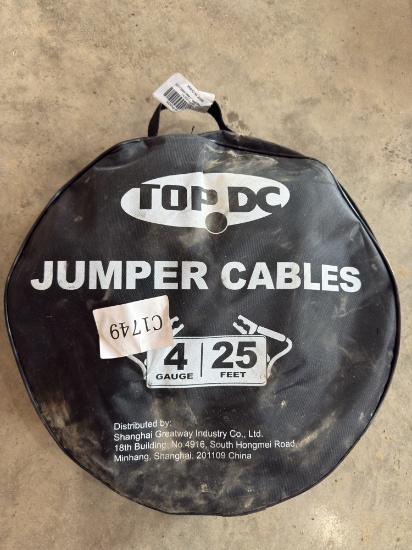 TOP DC
JUMPER CABLES
C1749
4 | 25
GAUGE FEET
Distributed by:
Shanghai Greatway Industry Co., Ltd.
18th Building, No.4916, South Hongmei Road,
Minhang, Shanghai, 201109 China